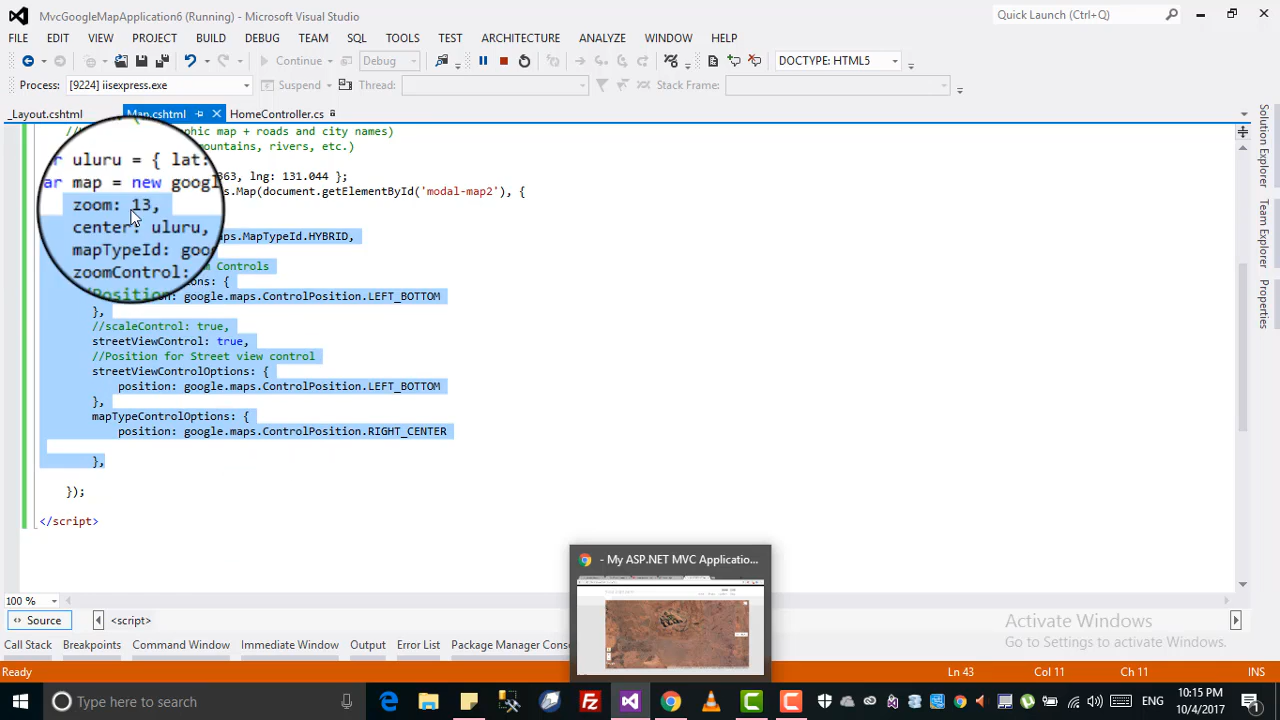 MvcGoogleMapApplication6 (Running) - Microsoft Visual Studio
Quick Launch (Ctrl+Q)
FILE EDIT VIEW PROJECT BUILD DEBUG TEAM SQL TOOLS TEST ARCHITECTURE ANALYZE WINDOW HELP
Continue Debug DOCTYPE: HTML5
Process: [9224] iisexpress.exe Suspend Thread: Stack Frame:
_Layout.cshtml Map.cshtml HomeController.cs
graphic map + roads and city names)
mountains, rivers, etc.)
uluru = { lat:
363, lng: 131.044 };
ar map = new googl
s.Map(document.getElementById('modal-map2'), {
zoom: 13,
center: uluru,
mapTypeId: goo
aps.MapTypeId.HYBRID,
zoomControl:
Controls
Position
ons: {
: google.maps.ControlPosition.LEFT_BOTTOM
},
//scaleControl: true,
streetViewControl: true,
//Position for Street view control
streetViewControlOptions: {
position: google.maps.ControlPosition.LEFT_BOTTOM
},
mapTypeControlOptions: {
position: google.maps.ControlPosition.RIGHT_CENTER
},
});
</script>
Solution Explorer
Team Explorer
Properties
- My ASP.NET MVC Applicatio...
100 %
Source <script>
Activate Windows
Go to Settings to activate Windows.
Call Stack Breakpoints Command Window Immediate Window Output Error List Package Manager Conso
Ready Ln 43 Col 11 Ch 11 INS
Type here to search
ENG
10:15 PM
10/4/2017